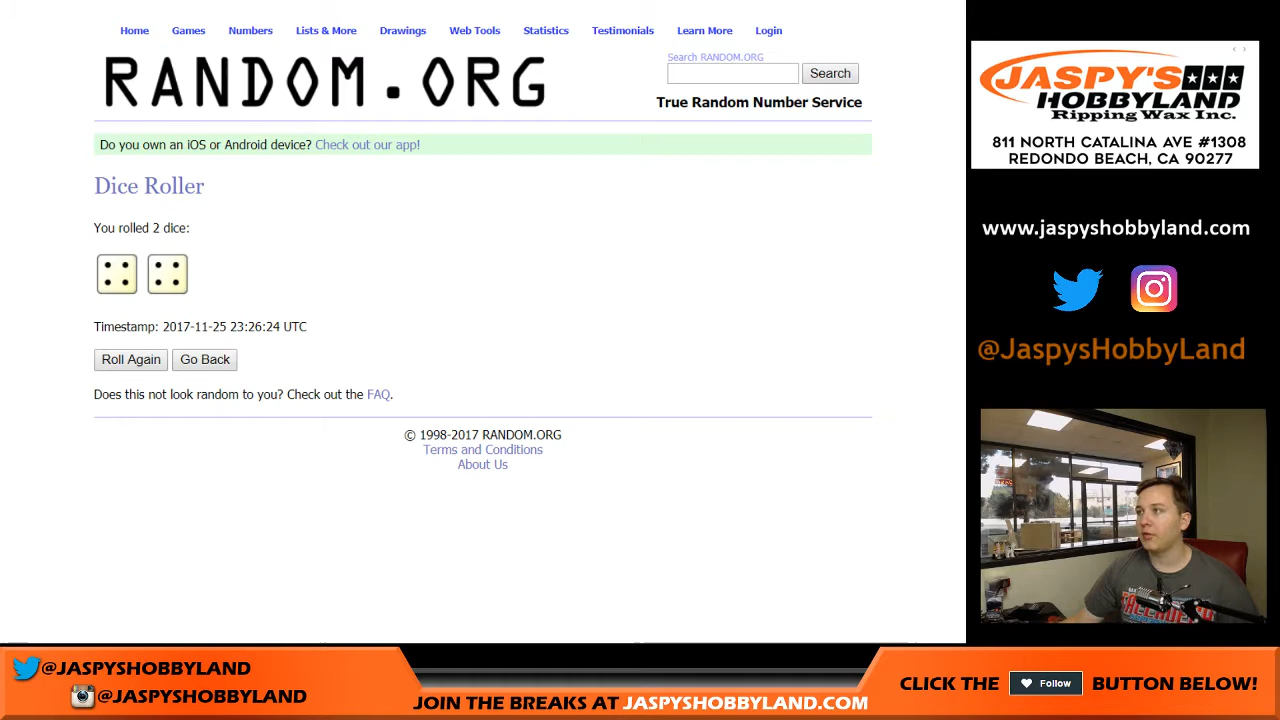 Home Games Numbers Lists & More Drawings Web Tools Statistics Testimonials Learn More Login
RANDOM.ORG
Search RANDOM.ORG
Search
True Random Number Service
Do you own an iOS or Android device? Check out our app!
Dice Roller
You rolled 2 dice:
Timestamp: 2017-11-25 23:26:24 UTC
Roll Again Go Back
Does this not look random to you? Check out the FAQ.
© 1998-2017 RANDOM.ORG
Terms and Conditions
About Us
JASPY'S
HOBBYLAND
Ripping Wax Inc.
811 NORTH CATALINA AVE #1308
REDONDO BEACH, CA 90277
www.jaspyshobbyland.com
@JaspysHobbyLand
@JASPYSHOBBYLAND
@JASPYSHOBBYLAND
JOIN THE BREAKS AT JASPYSHOBBYLAND.COM
CLICK THE Follow BUTTON BELOW!